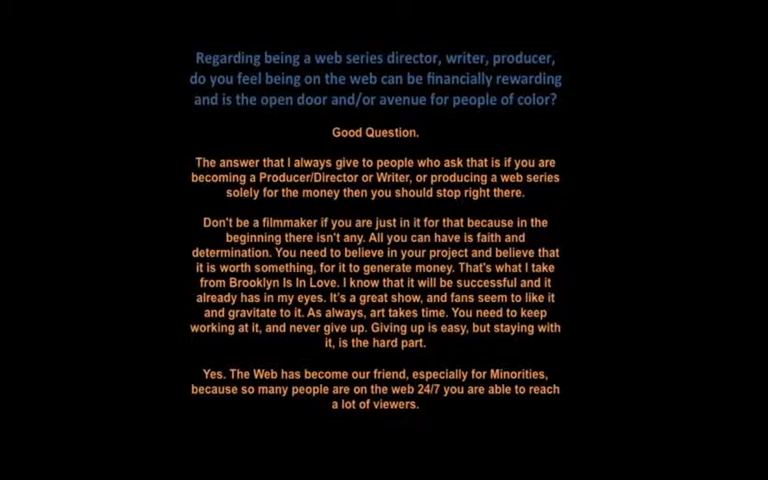 Regarding being a web series director, writer, producer,
do you feel being on the web can be financially rewarding
and is the open door and/or avenue for people of color?
Good Question.
The answer that I always give to people who ask that is if you are
becoming a Producer/Director or Writer, or producing a web series
solely for the money then you should stop right there.
Don't be a filmmaker if you are just in it for that because in the
beginning there isn't any. All you can have is faith and
determination. You need to believe in your project and believe that
it is worth something, for it to generate money. That's what I take
from Brooklyn Is In Love. I know that it will be successful and it
already has in my eyes. It's a great show, and fans seem to like it
and gravitate to it. As always, art takes time. You need to keep
working at it, and never give up. Giving up is easy, but staying with
it, is the hard part.
Yes. The Web has become our friend, especially for Minorities,
because so many people are on the web 24/7 you are able to reach
a lot of viewers.